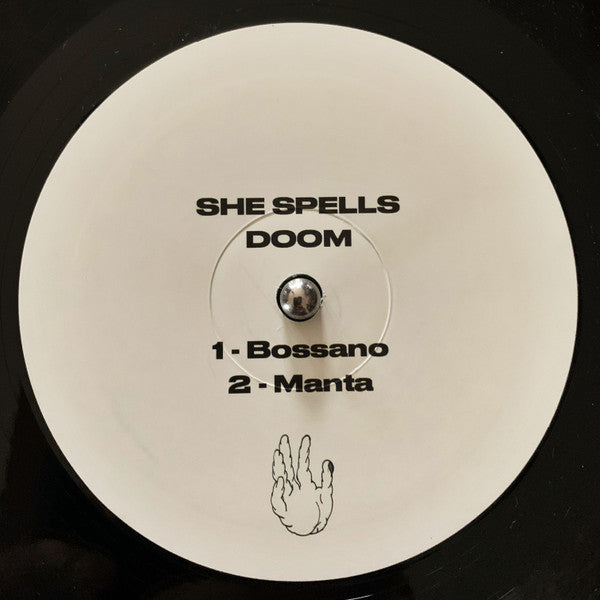 SHE SPELLS
DOOM
1 - Bossano
2 - Manta